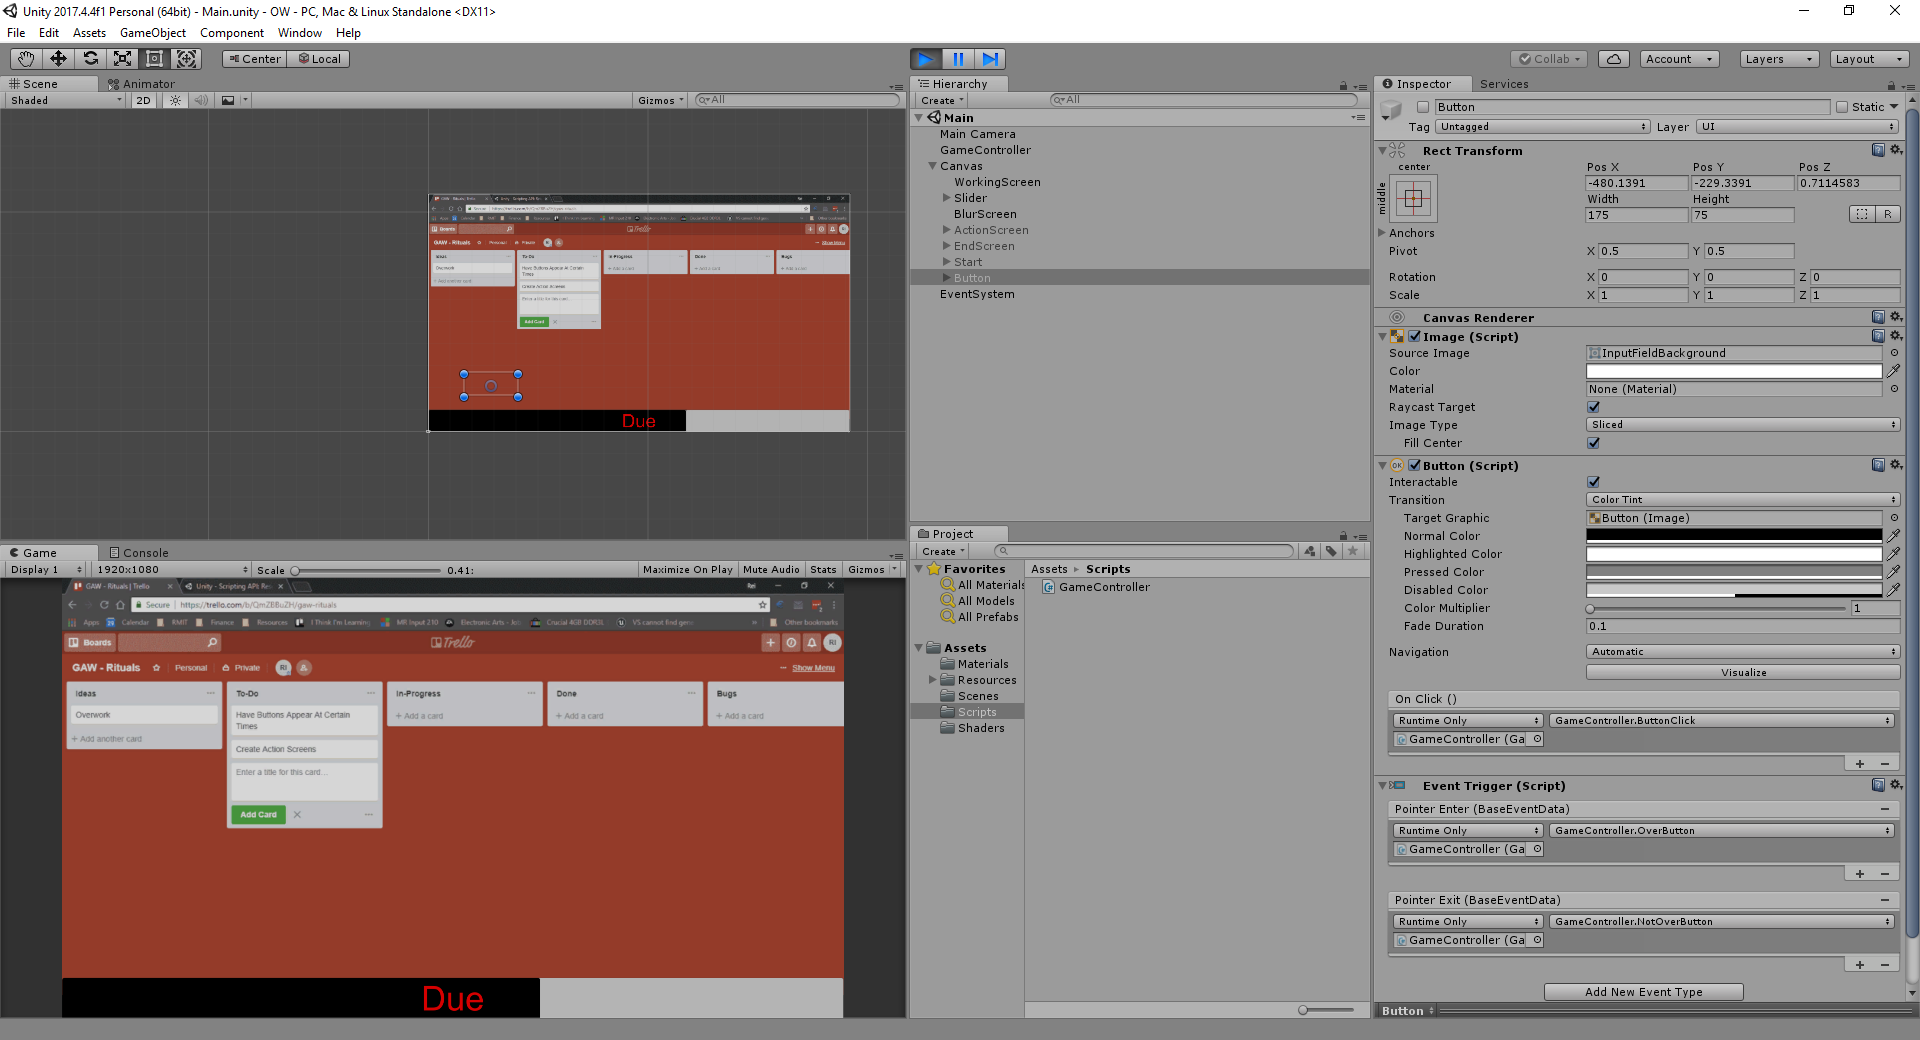 Unity 2017.4.4f1 Personal (64bit) - Main.unity - OW - PC, Mac & Linux Standalone <DX11>
File Edit Assets GameObject Component Window Help
Center Local
Collab Account Layers Layout
Scene Animator
Shaded 2D Gizmos All
Hierarchy
Create All
Main
Main Camera
GameController
Canvas
WorkingScreen
Slider
BlurScreen
ActionScreen
EndScreen
Start
Button
EventSystem
Due
Game Console
Display 1 1920x1080 Scale 0.41: Maximize On Play Mute Audio Stats Gizmos
GAW - Rituals | Trello Unity - Scripting API: Re
Secure https://trello.com/b/QmZBBuZH/gaw-rituals
Apps Calendar RMIT Finance Resources I Think I'm Learning MR.Input 210 Electronic Arts - Job Crucial 4GB DDR3L VS cannot find gen Other bookmarks
Boards Trello
GAW - Rituals Personal Private RI Show Menu
Ideas
Overwork
+ Add another card
To-Do
Have Buttons Appear At Certain
Times
Create Action Screens
Enter a title for this card...
Add Card
In-Progress
+ Add a card
Done
+ Add a card
Bugs
+ Add a card
Due
Project
Create
Favorites
All Materials
All Models
All Prefabs
Assets
Materials
Resources
Scenes
Scripts
Shaders
Assets Scripts
GameController
Inspector Services
Button Static
Tag Untagged Layer UI
Rect Transform
center
middle
Pos X Pos Y Pos Z
-480.1391 -229.3391 0.7114583
Width Height
175 75
R
Anchors
Pivot X 0.5 Y 0.5
Rotation X 0 Y 0 Z 0
Scale X 1 Y 1 Z 1
Canvas Renderer
Image (Script)
Source Image InputFieldBackground
Color
Material None (Material)
Raycast Target
Image Type Sliced
Fill Center
Button (Script)
Interactable
Transition Color Tint
Target Graphic Button (Image)
Normal Color
Highlighted Color
Pressed Color
Disabled Color
Color Multiplier 1
Fade Duration 0.1
Navigation Automatic
Visualize
On Click ()
Runtime Only GameController.ButtonClick
GameController (Ga
Event Trigger (Script)
Pointer Enter (BaseEventData)
Runtime Only GameController.OverButton
GameController (Ga
Pointer Exit (BaseEventData)
Runtime Only GameController.NotOverButton
GameController (Ga
Add New Event Type
Button